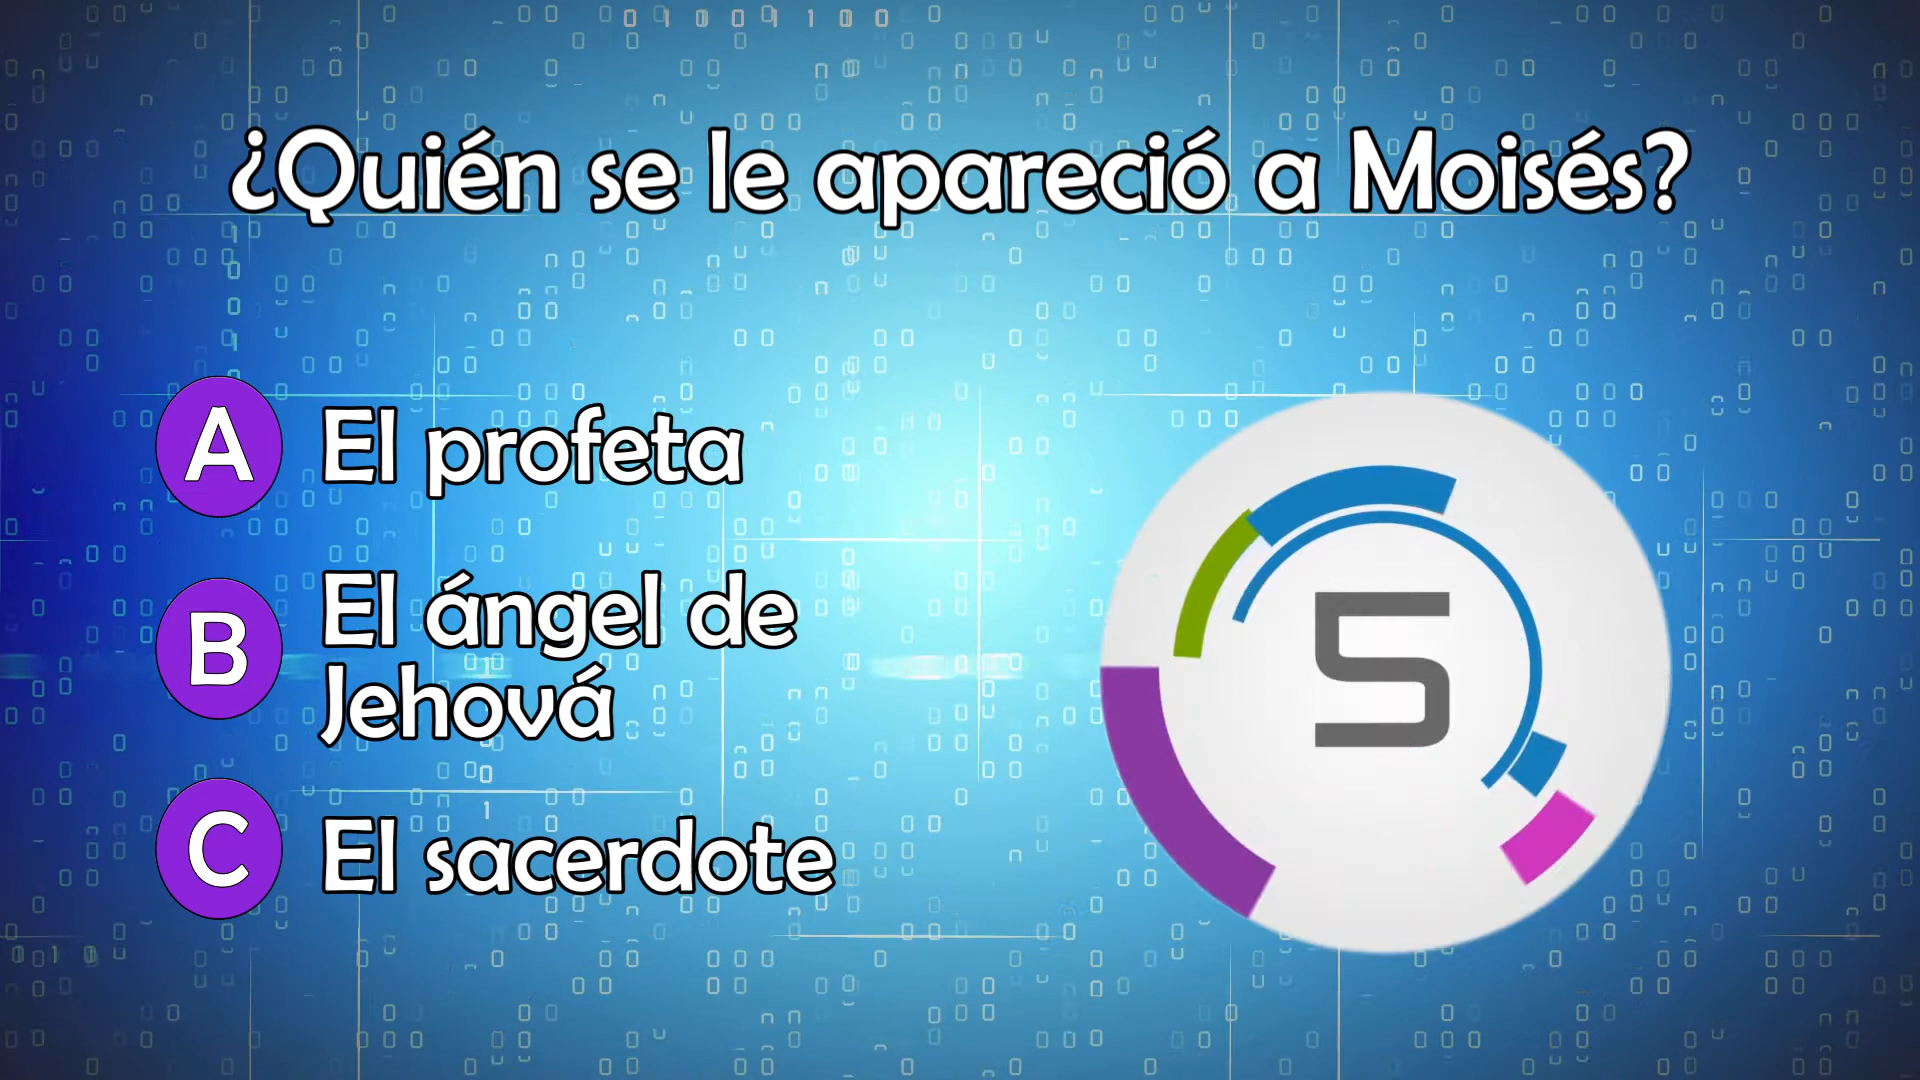 ¿Quién se le apareció a Moisés?
A El profeta
B El ángel de
Jehová
C El sacerdote
5